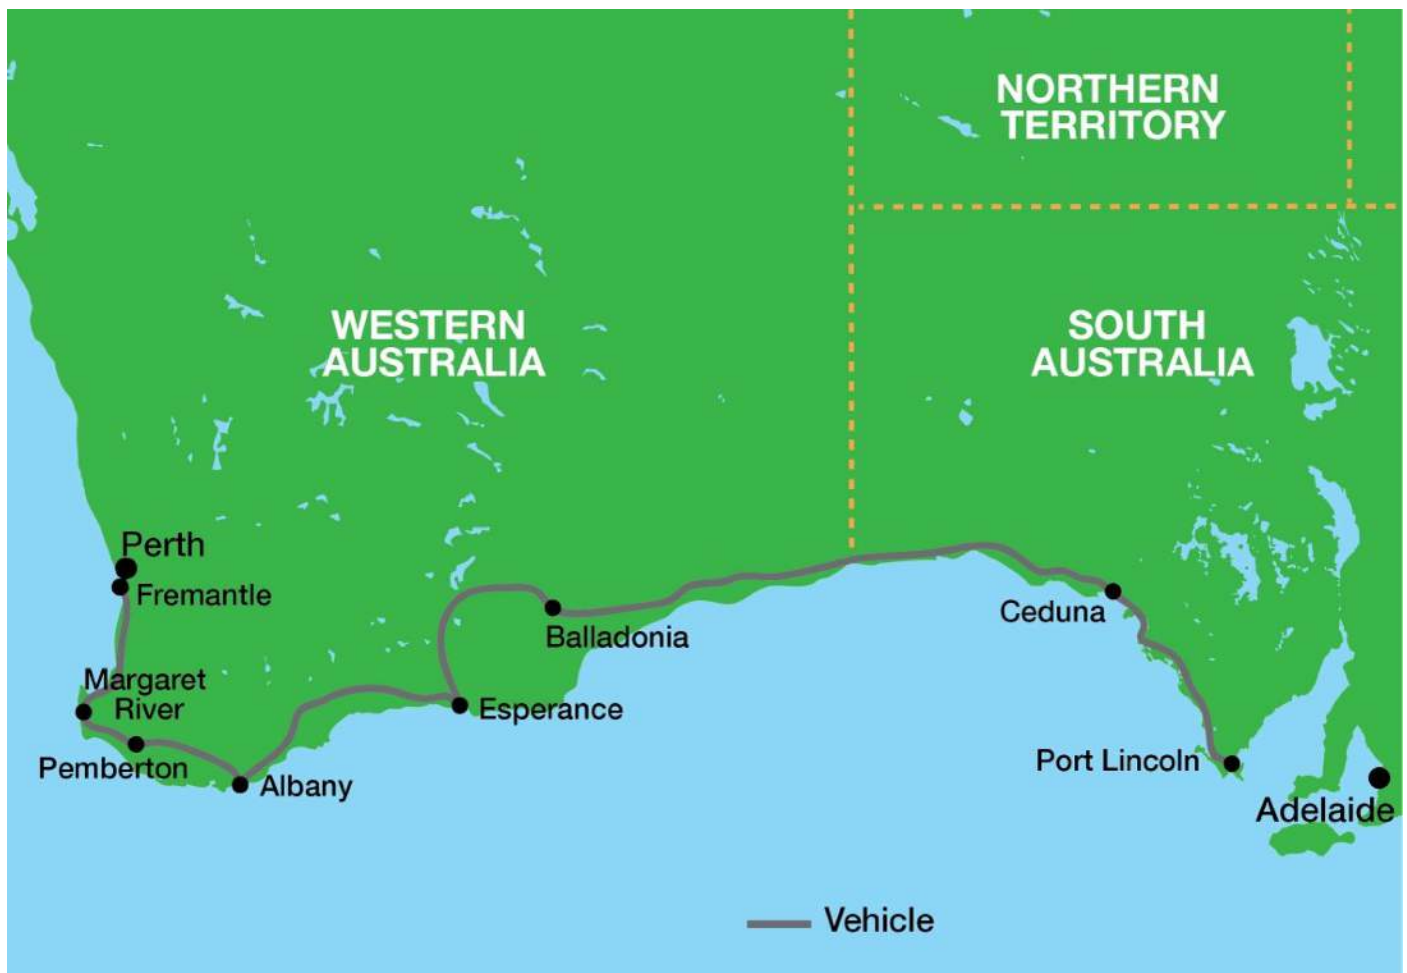 NORTHERN
TERRITORY
WESTERN
AUSTRALIA
SOUTH
AUSTRALIA
Perth
Fremantle
Margaret
River
Pemberton
Albany
Esperance
Balladonia
Ceduna
Port Lincoln
Adelaide
Vehicle